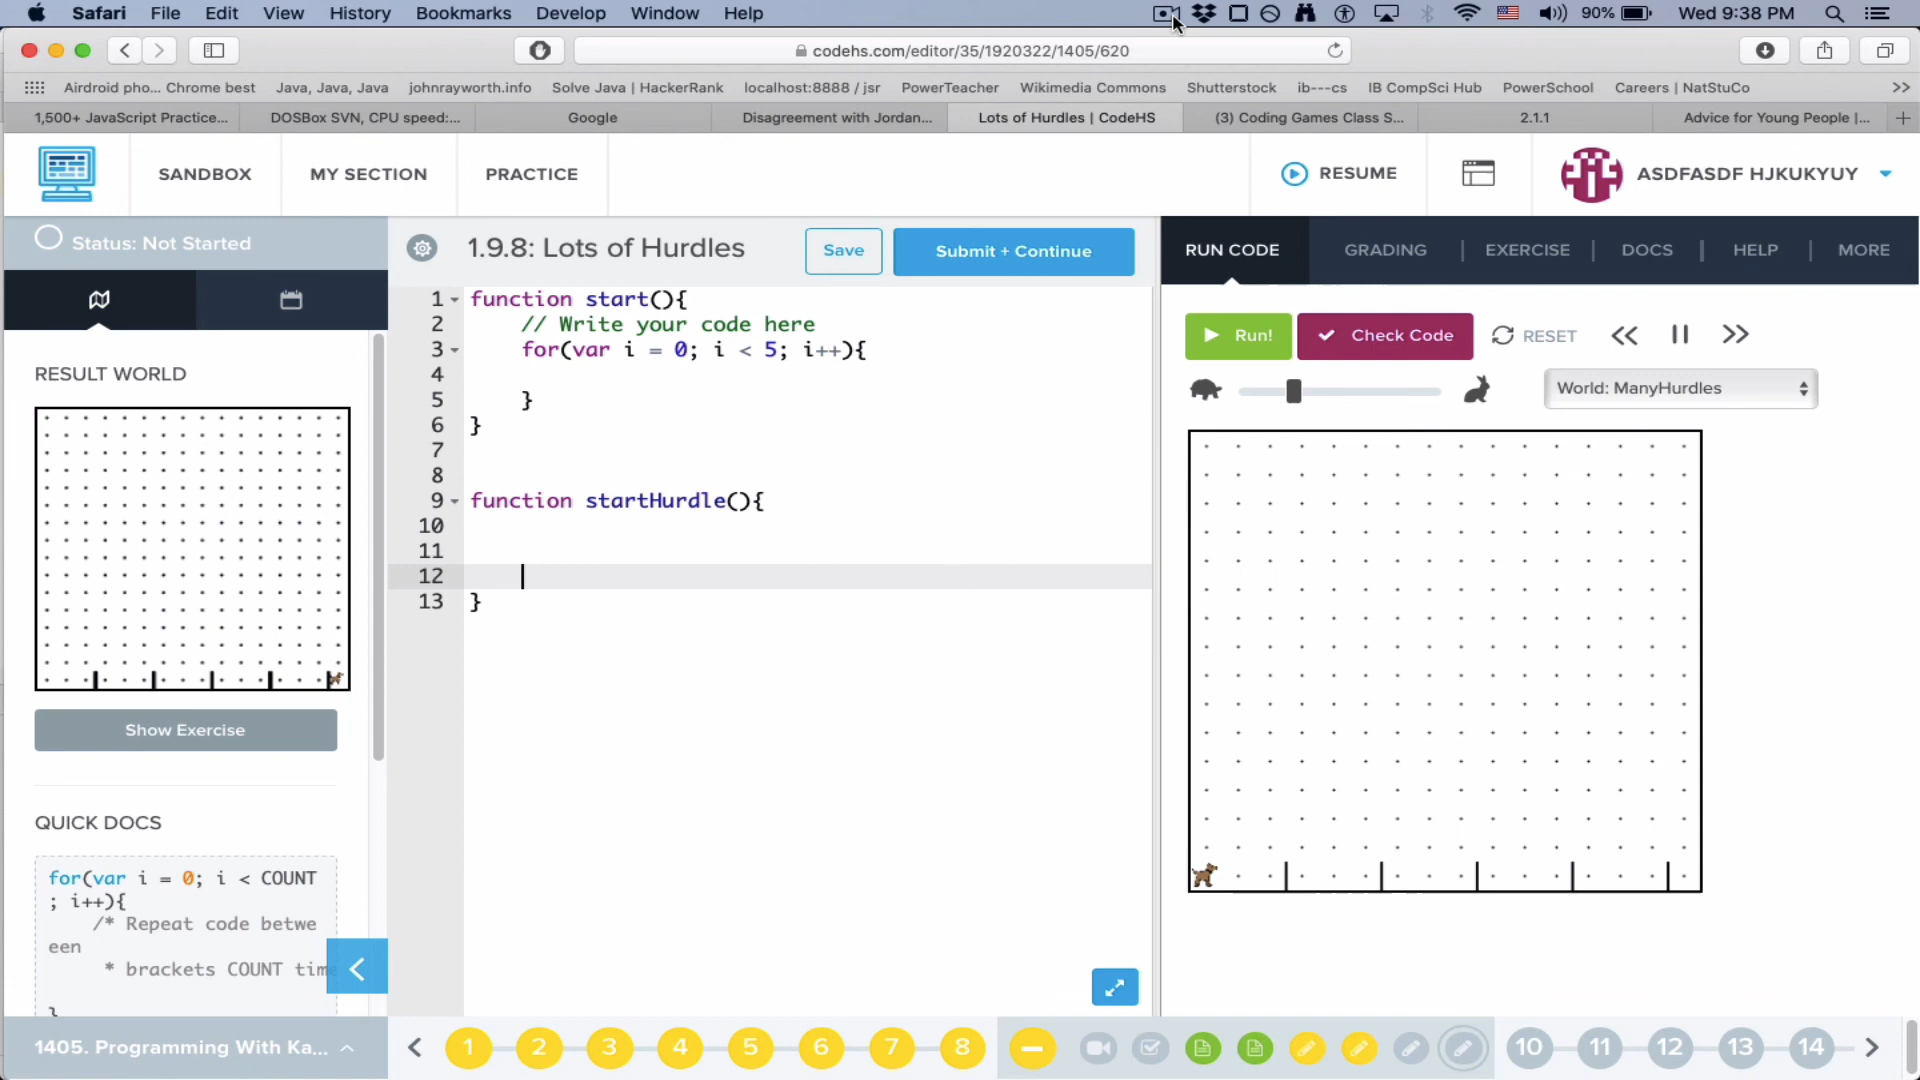 Safari File Edit View History Bookmarks Develop Window Help 90% Wed 9:38 PM
codehs.com/editor/35/1920322/1405/620
Airdroid pho... Chrome best Java, Java, Java johnrayworth.info Solve Java | HackerRank localhost:8888 / jsr PowerTeacher Wikimedia Commons Shutterstock ib---cs IB CompSci Hub PowerSchool Careers | NatStuCo >>
1,500+ JavaScript Practice... DOSBox SVN, CPU speed:... Google Disagreement with Jordan... Lots of Hurdles | CodeHS (3) Coding Games Class S... 2.1.1 Advice for Young People |... +
SANDBOX MY SECTION PRACTICE RESUME ASDFASDF HJKUKYUY
Status: Not Started
1.9.8: Lots of Hurdles Save Submit + Continue
RUN CODE GRADING | EXERCISE | DOCS | HELP | MORE
1 function start(){
2 // Write your code here
3 for(var i = 0; i < 5; i++){
4
5 }
6 }
7
8
9 function startHurdle(){
10
11
12
13 }
RESULT WORLD
Show Exercise
QUICK DOCS
for(var i = 0; i < COUNT
; i++){
/* Repeat code betwe
een
* brackets COUNT tim
}
Run! Check Code RESET
World: ManyHurdles
1405. Programming With Ka...
1 2 3 4 5 6 7 8 10 11 12 13 14